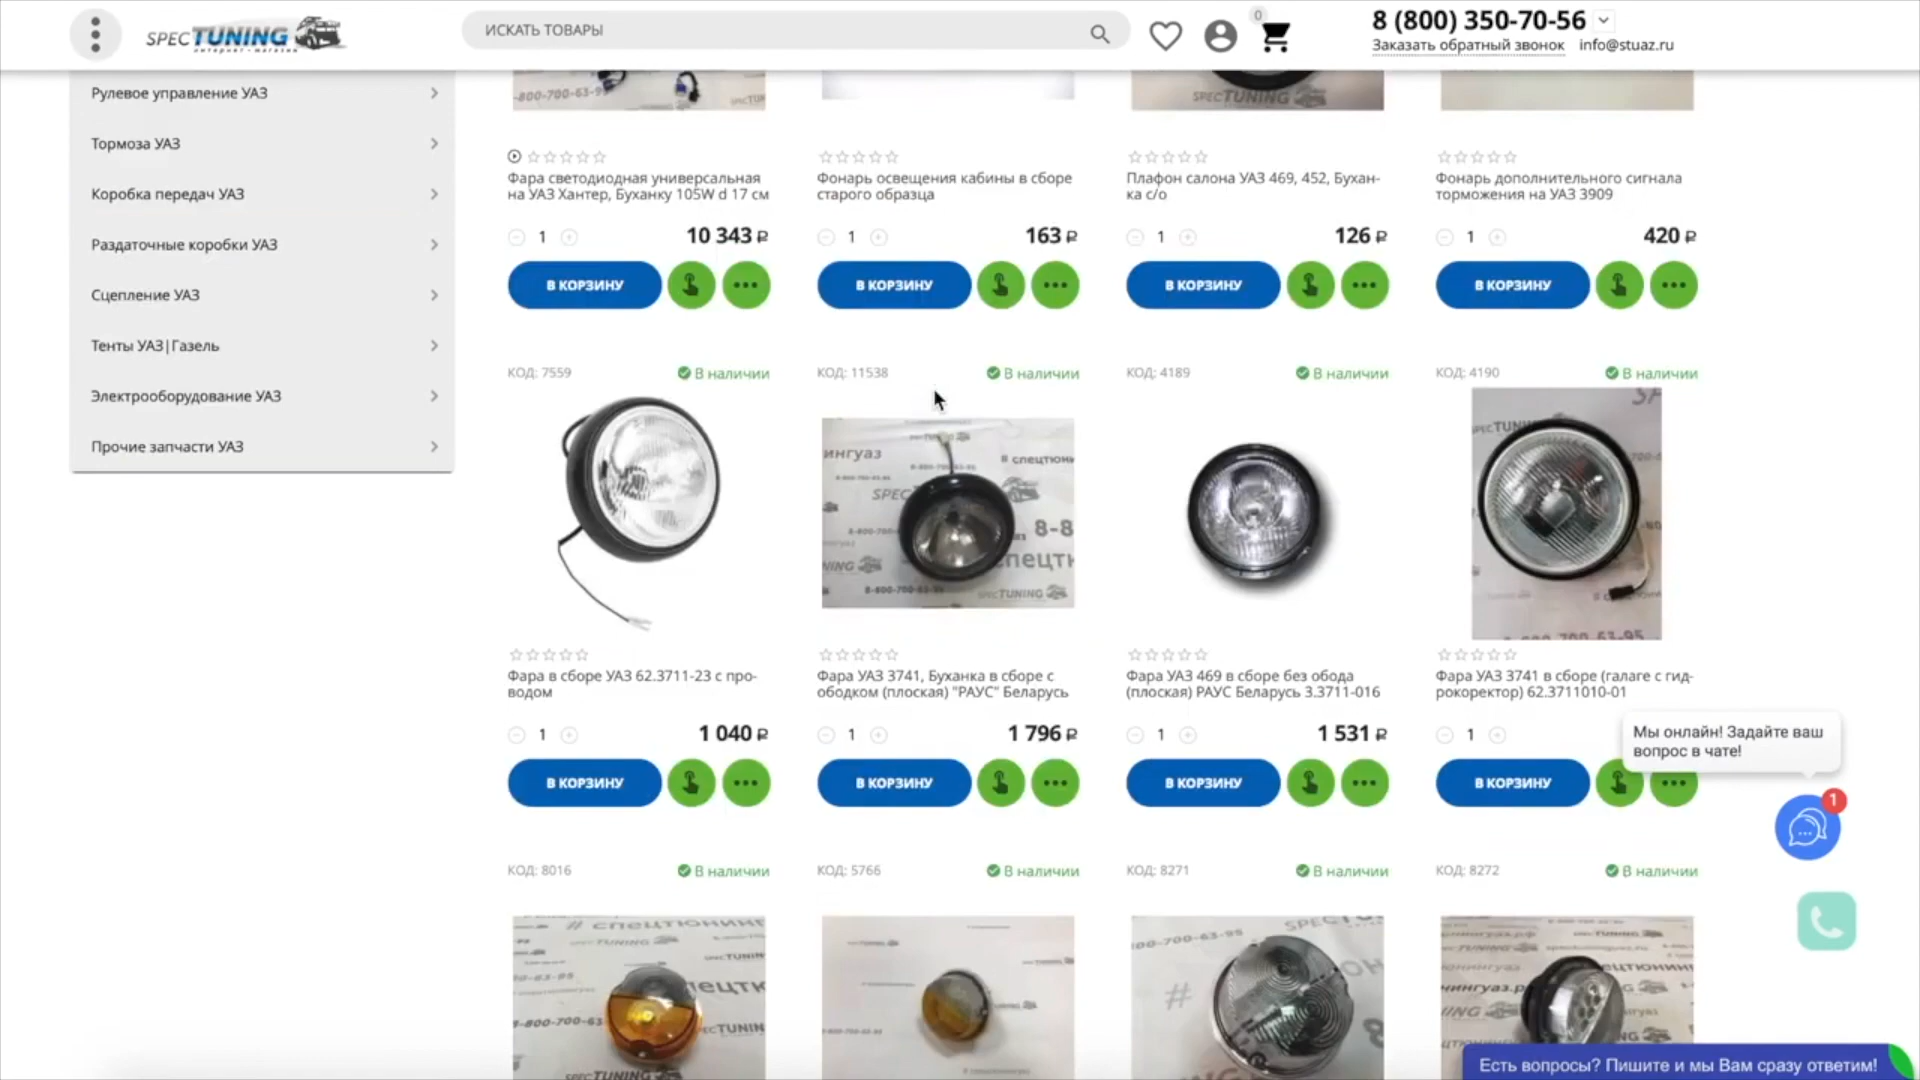 SPEC TUNING
интернет-магазин
ИСКАТЬ ТОВАРЫ
0
8 (800) 350-70-56
Заказать обратный звонок
info@stuaz.ru
Рулевое управление УАЗ
Тормоза УАЗ
Коробка передач УАЗ
Раздаточные коробки УАЗ
Сцепление УАЗ
Тенты УАЗ|Газель
Электрооборудование УАЗ
Прочие запчасти УАЗ
Фара светодиодная универсальная
на УАЗ Хантер, Буханку 105W d 17 см
1
10 343 ₽
В КОРЗИНУ
Фонарь освещения кабины в сборе
старого образца
1
163 ₽
В КОРЗИНУ
SPECTUNING
Плафон салона УАЗ 469, 452, Бухан-
ка с/о
1
126 ₽
В КОРЗИНУ
Фонарь дополнительного сигнала
торможения на УАЗ 3909
1
420 ₽
В КОРЗИНУ
КОД: 7559
В наличии
Фара в сборе УАЗ 62.3711-23 с про-
водом
1
1 040 ₽
В КОРЗИНУ
КОД: 11538
В наличии
Фара УАЗ 3741, Буханка в сборе с
ободком (плоская) "РАУС" Беларусь
1
1 796 ₽
В КОРЗИНУ
КОД: 4189
В наличии
Фара УАЗ 469 в сборе без обода
(плоская) РАУС Беларусь 3.3711-016
1
1 531 ₽
В КОРЗИНУ
КОД: 4190
В наличии
Фара УАЗ 3741 в сборе (галаге с гид-
рокоректор) 62.3711010-01
1
В КОРЗИНУ
Мы онлайн! Задайте ваш
вопрос в чате!
1
КОД: 8016
В наличии
КОД: 5766
В наличии
КОД: 8271
В наличии
КОД: 8272
В наличии
Есть вопросы? Пишите и мы Вам сразу ответим!